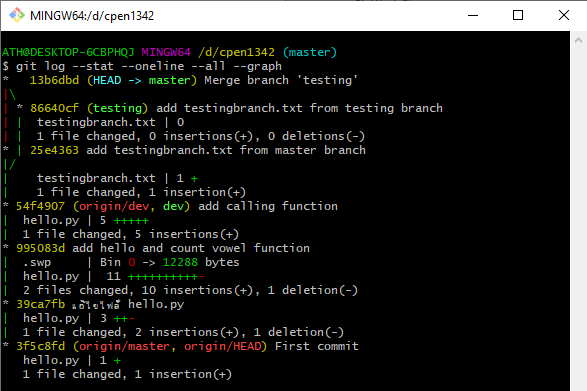 MINGW64:/d/cpen1342
ATH@DESKTOP-6CBPHQJ MINGW64 /d/cpen1342 (master)
$ git log --stat --oneline --all --graph
*   13b6dbd (HEAD -> master) Merge branch 'testing'
|\
| * 86640cf (testing) add testingbranch.txt from testing branch
| |  testingbranch.txt | 0
| |  1 file changed, 0 insertions(+), 0 deletions(-)
* | 25e4363 add testingbranch.txt from master branch
|/
|    testingbranch.txt | 1 +
|    1 file changed, 1 insertion(+)
* 54f4907 (origin/dev, dev) add calling function
|  hello.py | 5 +++++
|  1 file changed, 5 insertions(+)
* 995083d add hello and count vowel function
|  .swp     | Bin 0 -> 12288 bytes
|  hello.py |  11 ++++++++++-
|  2 files changed, 10 insertions(+), 1 deletion(-)
* 39ca7fb แก้ไขไฟล์ hello.py
|  hello.py | 3 ++-
|  1 file changed, 2 insertions(+), 1 deletion(-)
* 3f5c8fd (origin/master, origin/HEAD) First commit
   hello.py | 1 +
   1 file changed, 1 insertion(+)